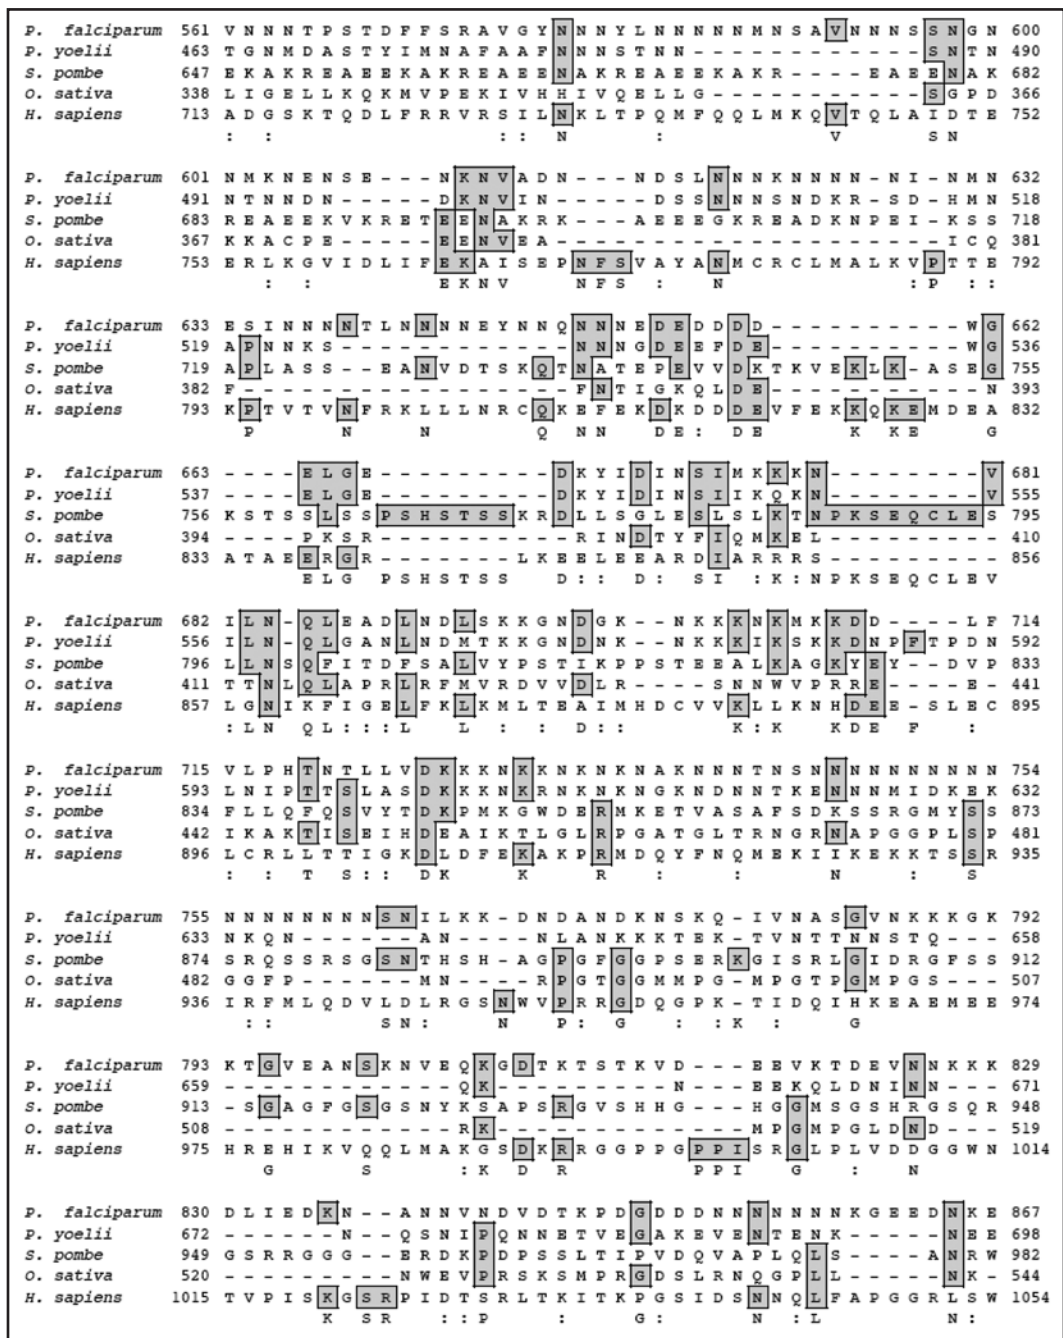 P. falciparum 561 V N N N T P S T D F F S R A V G Y N N N Y L N N N N N M N S A V N N N S S N G N 600
P. yoelii 463 T G N M D A S T Y I M N A F A A F N N N N S T N N - - - - - - - - - - - - S N T N 490
S. pombe 647 E K A K R E A E E K A K R E A E E N A K R E A E E K A K R - - - - E A E E N A K 682
O. sativa 338 L I G E L L K Q K M V P E K I V H H I V Q E L L G - - - - - - - - - - - S G P D 366
H. sapiens 713 A D G S K T Q D L F R R V R S I L N K L T P Q M F Q Q L M K Q V T Q L A I D T E 752
: : : : N : V S N
P. falciparum 601 N M K N E N S E - - - N K N V A D N - - - N D S L N N N K N N N N - N I - N M N 632
P. yoelii 491 N T N N D N - - - - - D K N V I N - - - - D S S N N N S N D K R - S D - H M N 518
S. pombe 683 R E A E E K V K R E T E E N A K R K - - - A E E E G K R E A D K N P E I - K S S 718
O. sativa 367 K K A C P E - - - - - E E N V E A - - - - - - - - - - - - - - - - - - - - I C Q 381
H. sapiens 753 E R L K G V I D L I F E K A I S E P N F S V A Y A N M C R C L M A L K V P T T E 792
: : E K N V N F S : N : P : :
P. falciparum 633 E S I N N N N T L N N N N E Y N N Q N N N E D E D D D D - - - - - - - - - - W G 662
P. yoelii 519 A P N N K S - - - - - - - - - - - - N N N G D E E F D E - - - - - - - - - - W G 536
S. pombe 719 A P L A S S - - E A N V D T S K Q T N A T E P E V V D K T K V E K L K - A S E G 755
O. sativa 382 F - - - - - - - - - - - - - - - - - F N T I G K Q L D E - - - - - - - - - - - N 393
H. sapiens 793 K P T V T V N F R K L L L N R C Q K E F E K D K D D D E V F E K K Q K E M D E A 832
P N N Q N N D E : D E K K E G
P. falciparum 663 - - - - E L G E - - - - - - - - - D K Y I D I N S I M K K K N - - - - - - - - V 681
P. yoelii 537 - - - - E L G E - - - - - - - - - D K Y I D I N S I I K Q K N - - - - - - - - V 555
S. pombe 756 K S T S S L S S P S H S T S S K R D L L S G L E S L S L K T N P K S E Q C L E S 795
O. sativa 394 - - - - P K S R - - - - - - - - - R I N D T Y F I Q M K E L - - - - - - - - - 410
H. sapiens 833 A T A E E R G R - - - - - - - L K E E L E E A R D I A R R R S - - - - - - - - 856
E L G P S H S T S S D : : D : S I : K : N P K S E Q C L E V
P. falciparum 682 I L N - Q L E A D L N D L S K K G N D G K - - N K K K N K M K K D D - - - L F 714
P. yoelii 556 I L N - Q L G A N L N D M T K K G N D N K - - N K K K I K S K K D N P F T P D N 592
S. pombe 796 L L N S Q F I T D F S A L V Y P S T I K P P S T E E A L K A G K Y E Y - - D V P 833
O. sativa 411 T T N L Q L A P R L R F M V R D V V D L R - - - - S N N W V P R R E - - - - E - 441
H. sapiens 857 L G N I K F I G E L F K L K M L T E A I M H D C V V K L L K N H D E E - S L E C 895
: L N Q L : : : L L : : D : : K : K K D E F :
P. falciparum 715 V L P H T N T L L V D K K K N K K N K N K N A K N N N T N S N N N N N N N N N N 754
P. yoelii 593 L N I P T T S L A S D K K K N K R N K N K N G K N D N N T K E N N N M I D K E K 632
S. pombe 834 F L L Q F Q S V Y T D K P M K G W D E R M K E T V A S A F S D K S S R G M Y S S 873
O. sativa 442 I K A K T I S E I H D E A I K T L G L R P G A T G L T R N G R N A P G G P L S P 481
H. sapiens 896 L C R L L T T I G K D L D F E K A K P R M D Q Y F N Q M E K I I K E K K T S S R 935
: : T S : : D K K R : : N : S
P. falciparum 755 N N N N N N N N S N I L K K - D N D A N D K N S K Q - I V N A S G V N K K K G K 792
P. yoelii 633 N K Q N - - - - - - A N - - - - N L A N K K K T E K - T V N T T N N S T Q - - - 658
S. pombe 874 S R Q S S R S G S N T H S H - A G P G F G G P S E R K G I S R L G I D R G F S S 912
O. sativa 482 G G F P - - - - - - M N - - - - R P G T G G M M P G - M P G T P G M P G S - - 507
H. sapiens 936 I R F M L Q D V L D L R G S N W V P R R G D Q G P K - T I D Q I H K E A E M E E 974
: : S N : N P : G : : K : G
P. falciparum 793 K T G V E A N S K N V E Q K G D T K T S T K V D - - - E E V K T D E V N N K K K 829
P. yoelii 659 - - - - - - - - - - - - Q K - - - - - - - - - N - - - E E K Q L D N I N N - - - 671
S. pombe 913 - S G A G F G S G S N Y K S A P S R G V S H H G - - - H G G M S G S H R G S Q R 948
O. sativa 508 - - - - - - - - - - - - R K - - - - - - - - - - - - - - - M P G M P G L D N D - 519
H. sapiens 975 H R E H I K V Q Q L M A K G S D K R R G G P P G P P I S R G L P L V D D G G W N 1014
G S : K D R P P I G : N
P. falciparum 830 D L I E D K N - - A N N V N D V D T K P D G D D D N N N N N N N K G E E D N K E 867
P. yoelii 672 - - - - - - - - - Q S N I P Q N N E T V E G A K E V E N T E N K - - - - - N E E 698
S. pombe 949 G S R R G G G - - E R D K P D P S S L T I P V D Q V A P L Q L S - - - - - A N R W 982
O. sativa 520 - - - - - - - - - N W E V P R S K S M P R G D S L R N Q G P L L - - - - - N K - 544
H. sapiens 1015 T V P I S K G S R P I D T S R L T K I T K P G S I D S N N Q L F A P G G R L S W 1054
K S R : : P : G : N : L N :